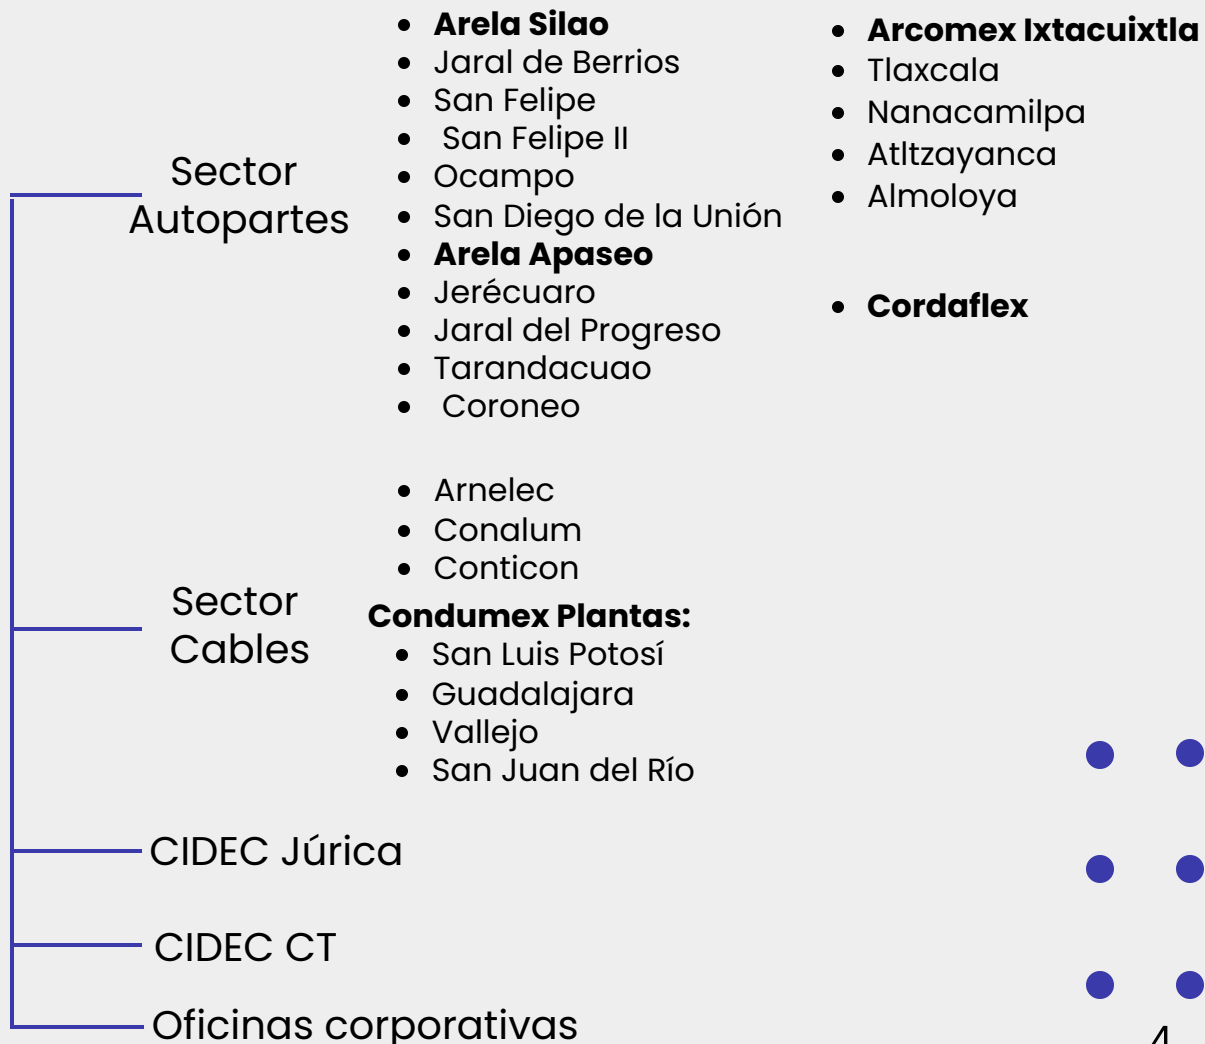 Sector
Autopartes
• Arela Silao
• Jaral de Berrios
• San Felipe
• San Felipe II
• Ocampo
• San Diego de la Unión
• Arela Apaseo
• Jerécuaro
• Jaral del Progreso
• Tarandacuao
• Coroneo
• Arcomex Ixtacuixtla
• Tlaxcala
• Nanacamilpa
• Atltzayanca
• Almoloya
• Cordaflex
Sector
Cables
• Arnelec
• Conalum
• Conticon
Condumex Plantas:
• San Luis Potosí
• Guadalajara
• Vallejo
• San Juan del Río
CIDEC Júrica
CIDEC CT
Oficinas corporativas
4